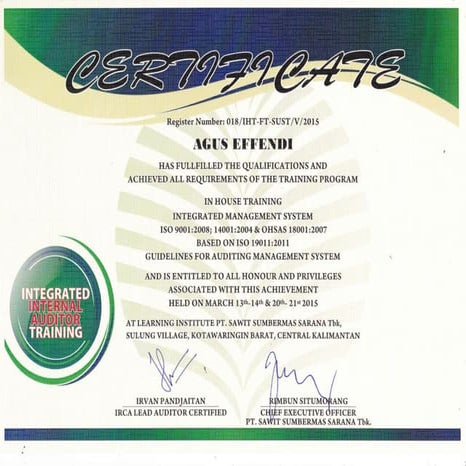 CERTIFICATE
Register Number: 018/IHT-FT-SUST/V/2015
AGUS EFFENDI
HAS FULLFILLED THE QUALIFICATIONS AND
ACHIEVED ALL REQUIREMENTS OF THE TRAINING PROGRAM
IN HOUSE TRAINING
INTEGRATED MANAGEMENT SYSTEM
ISO 9001:2008; 14001:2004 & OHSAS 18001:2007
BASED ON ISO 19011:2011
GUIDELINES FOR AUDITING MANAGEMENT SYSTEM
AND IS ENTITLED TO ALL HONOUR AND PRIVILEGES
ASSOCIATED WITH THIS ACHIEVEMENT
HELD ON MARCH 13th-14th & 20th- 21st 2015
INTEGRATED
INTERNAL
AUDITOR
TRAINING
AT LEARNING INSTITUTE PT. SAWIT SUMBERMAS SARANA Tbk,
SULUNG VILLAGE, KOTAWARINGIN BARAT, CENTRAL KALIMANTAN
IRVAN PANDJAITAN
IRCA LEAD AUDITOR CERTIFIED
RIMBUN SITUMORANG
CHIEF EXECUTIVE OFFICER
PT. SAWIT SUMBERMAS SARANA Tbk.